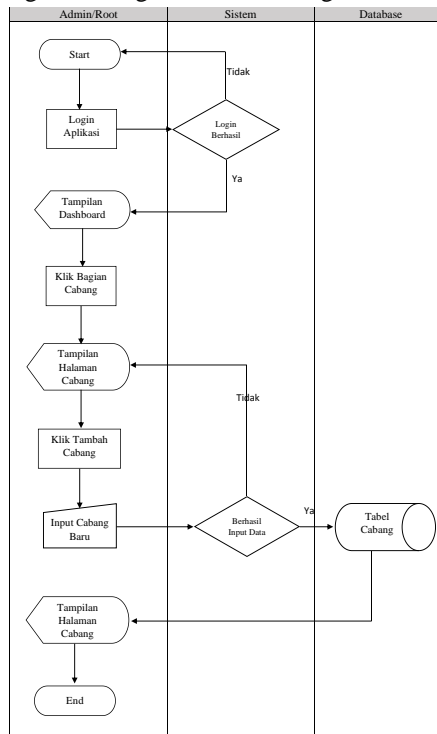 Admin/Root
Sistem
Database
Start
Tidak
Login
Aplikasi
Login
Berhasil
Ya
Tampilan
Dashboard
Klik Bagian
Cabang
Tampilan
Halaman
Cabang
Tidak
Klik Tambah
Cabang
Input Cabang
Baru
Berhasil
Input Data
Ya
Tabel
Cabang
Tampilan
Halaman
Cabang
End